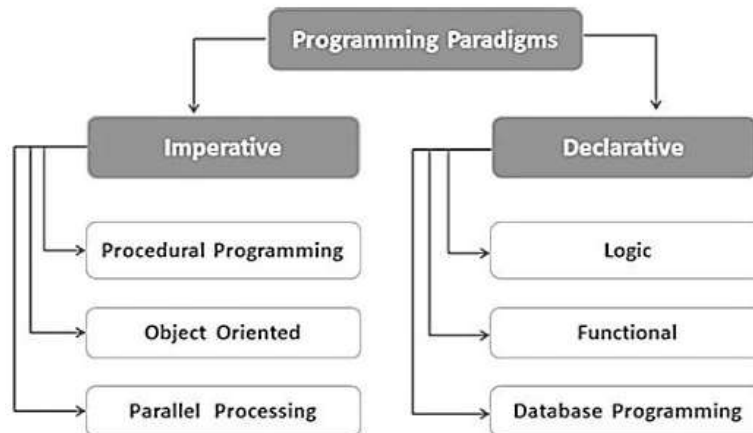 Programming Paradigms
Imperative
Declarative
Procedural Programming
Logic
Object Oriented
Functional
Parallel Processing
Database Programming